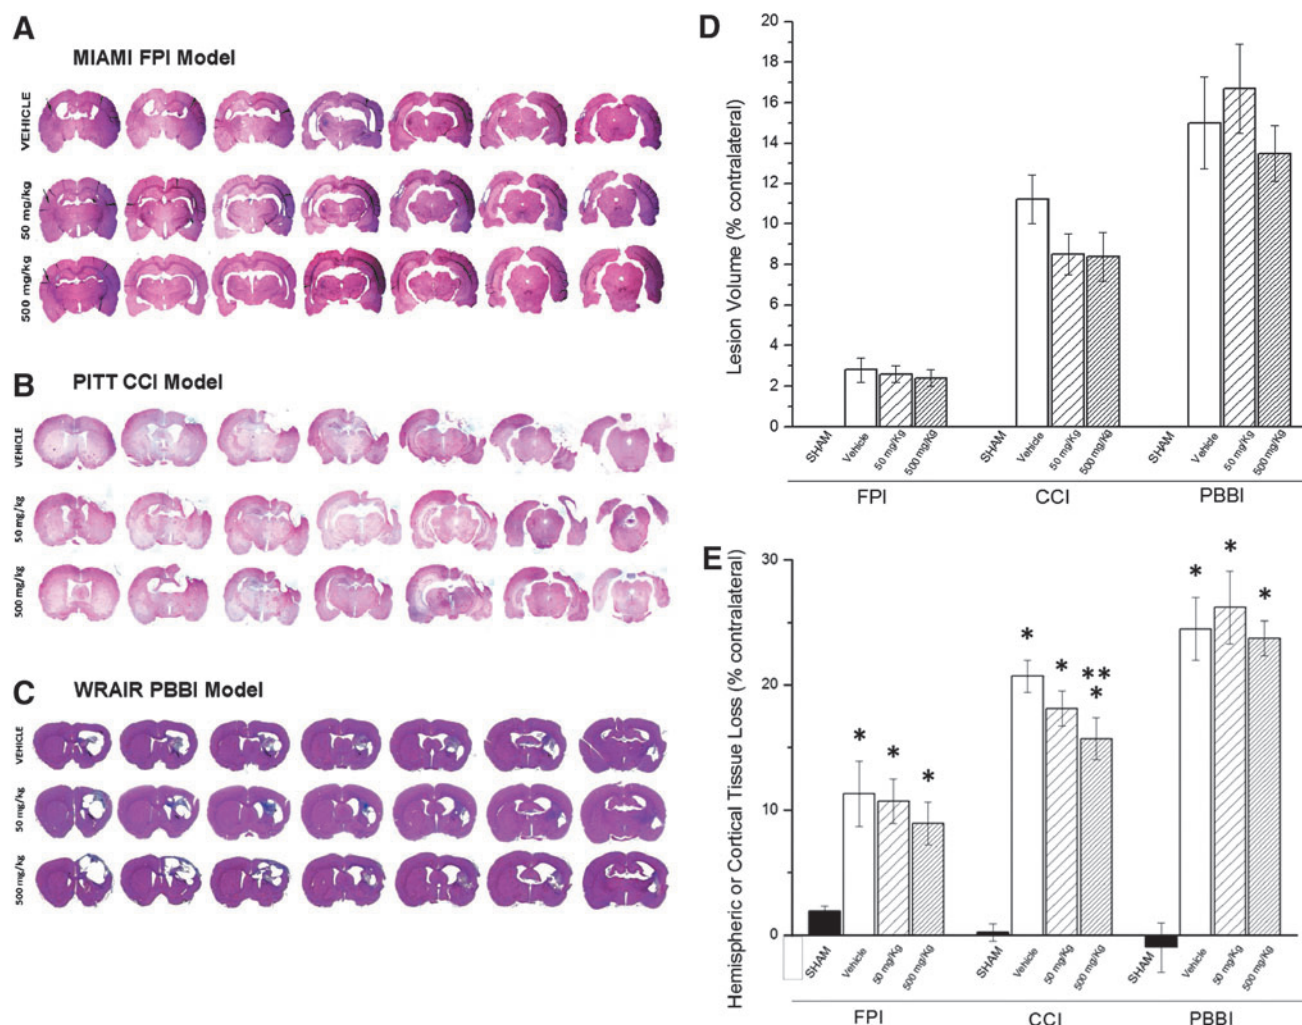 A
MIAMI FPI Model
VEHICLE
50 mg/kg
500 mg/kg
B
PITT CCI Model
VEHICLE
50 mg/kg
500 mg/kg
C
WRAIR PBBI Model
VEHICLE
50 mg/kg
500 mg/kg
D
Lesion Volume (% contralateral)
20
18
16
14
12
10
8
6
4
2
0
SHAM
Vehicle
50 mg/Kg
500 mg/Kg
SHAM
Vehicle
50 mg/Kg
500 mg/Kg
SHAM
Vehicle
50 mg/Kg
500 mg/Kg
FPI
CCI
PBBI
E
Hemispheric or Cortical Tissue Loss (% contralateral)
30
20
10
0
*
*
*
*
*
**
*
*
*
*
SHAM
Vehicle
50 mg/Kg
500 mg/Kg
SHAM
Vehicle
50 mg/Kg
500 mg/Kg
SHAM
Vehicle
50 mg/Kg
500 mg/Kg
FPI
CCI
PBBI